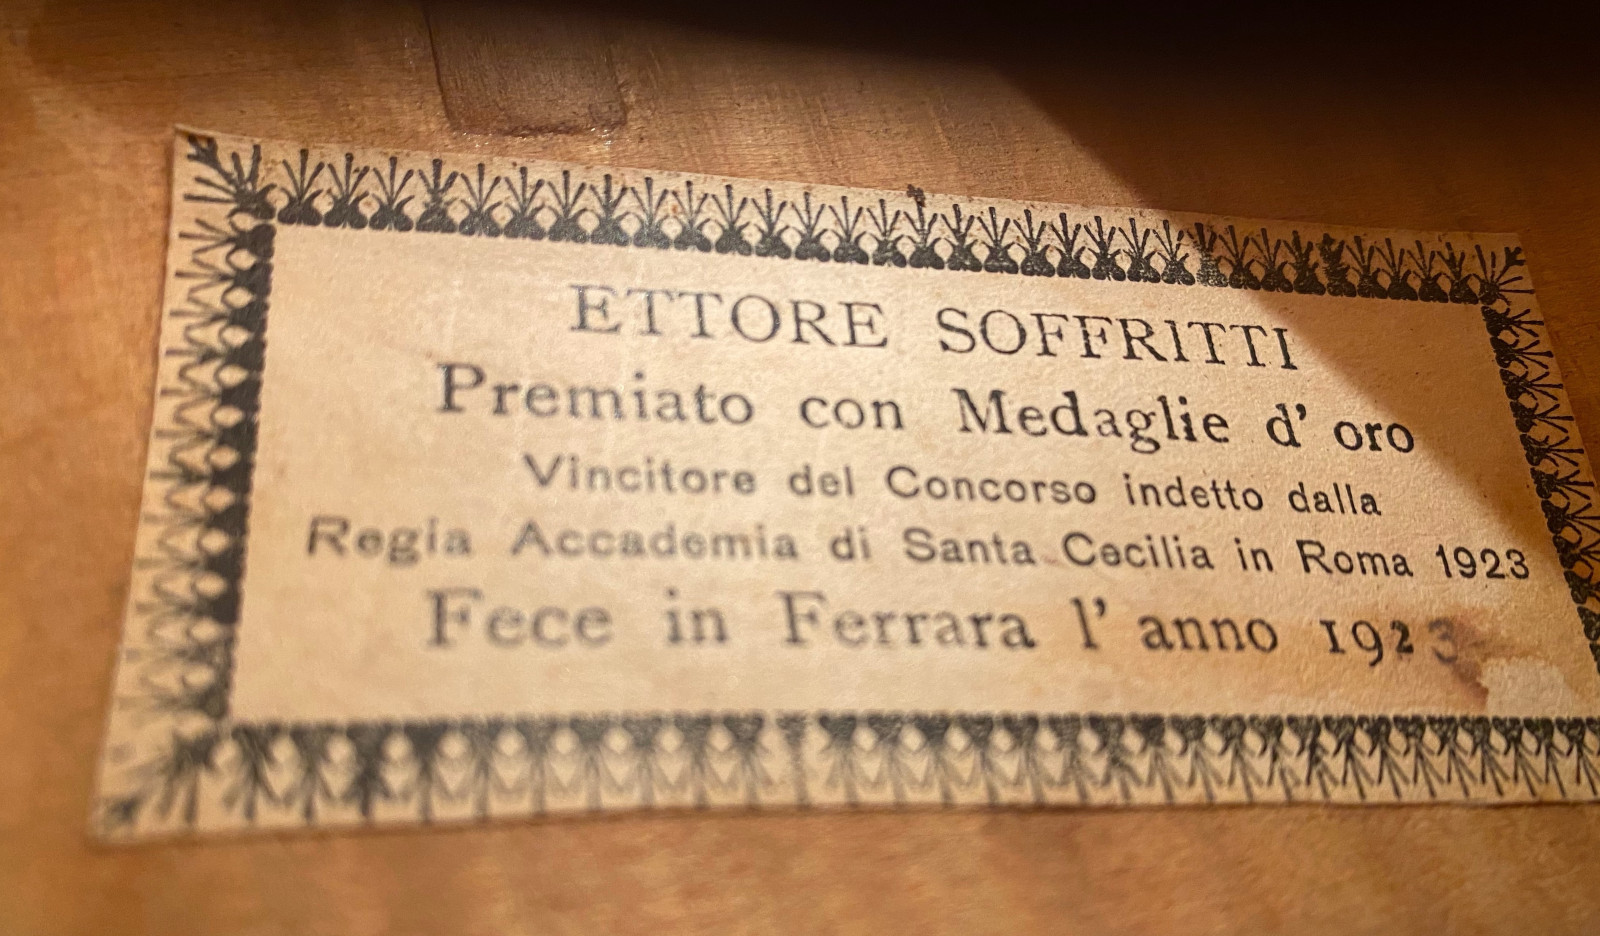 ETTORE SOFFRITTI
Premiato con Medaglie d' oro
Vincitore del Concorso indetto dalla
Regia Accademia di Santa Cecilia in Roma 1923
Fece in Ferrara l' anno 1923